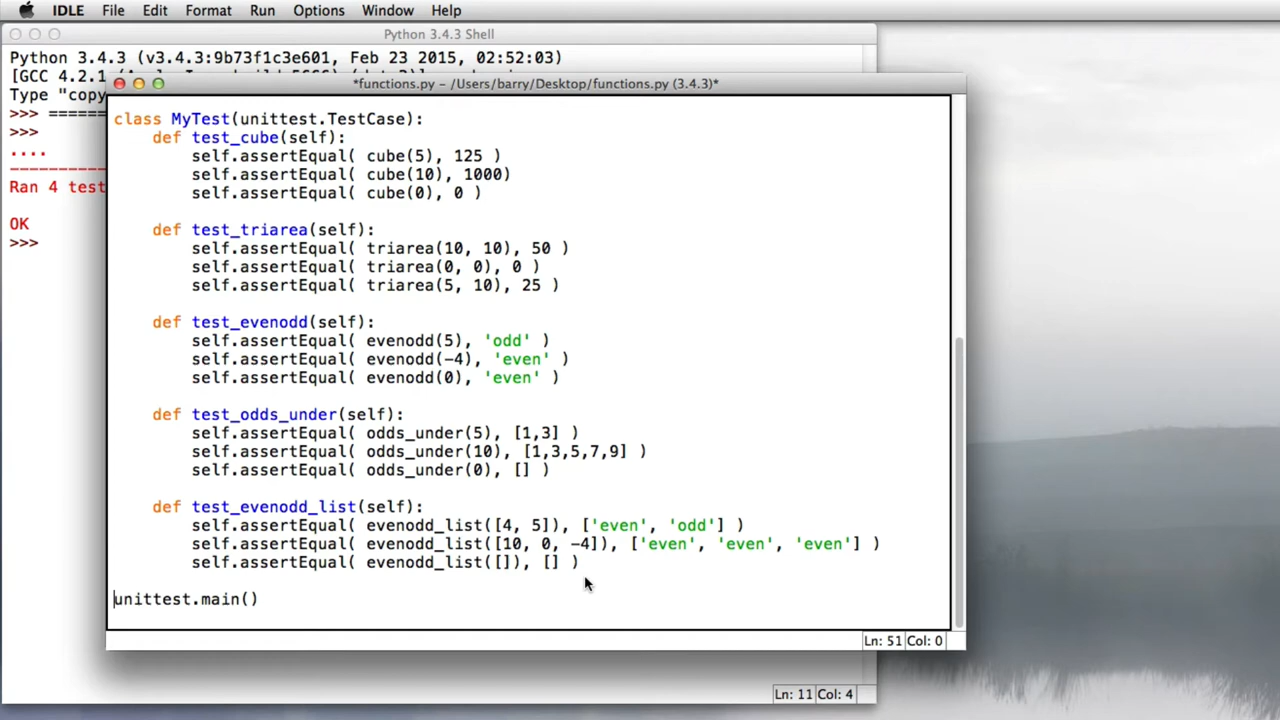 IDLE File Edit Format Run Options Window Help
Python 3.4.3 Shell
Python 3.4.3 (v3.4.3:9b73f1c3e601, Feb 23 2015, 02:52:03)
[GCC 4.2.1
Type "copy
>>> ======
>>>
....
Ran 4 test
OK
>>>
*functions.py – /Users/barry/Desktop/functions.py (3.4.3)*
class MyTest(unittest.TestCase):
    def test_cube(self):
        self.assertEqual( cube(5), 125 )
        self.assertEqual( cube(10), 1000)
        self.assertEqual( cube(0), 0 )
    def test_triarea(self):
        self.assertEqual( triarea(10, 10), 50 )
        self.assertEqual( triarea(0, 0), 0 )
        self.assertEqual( triarea(5, 10), 25 )
    def test_evenodd(self):
        self.assertEqual( evenodd(5), 'odd' )
        self.assertEqual( evenodd(-4), 'even' )
        self.assertEqual( evenodd(0), 'even' )
    def test_odds_under(self):
        self.assertEqual( odds_under(5), [1,3] )
        self.assertEqual( odds_under(10), [1,3,5,7,9] )
        self.assertEqual( odds_under(0), [] )
    def test_evenodd_list(self):
        self.assertEqual( evenodd_list([4, 5]), ['even', 'odd'] )
        self.assertEqual( evenodd_list([10, 0, -4]), ['even', 'even', 'even'] )
        self.assertEqual( evenodd_list([]), [] )
unittest.main()
Ln: 51 Col: 0
Ln: 11 Col: 4